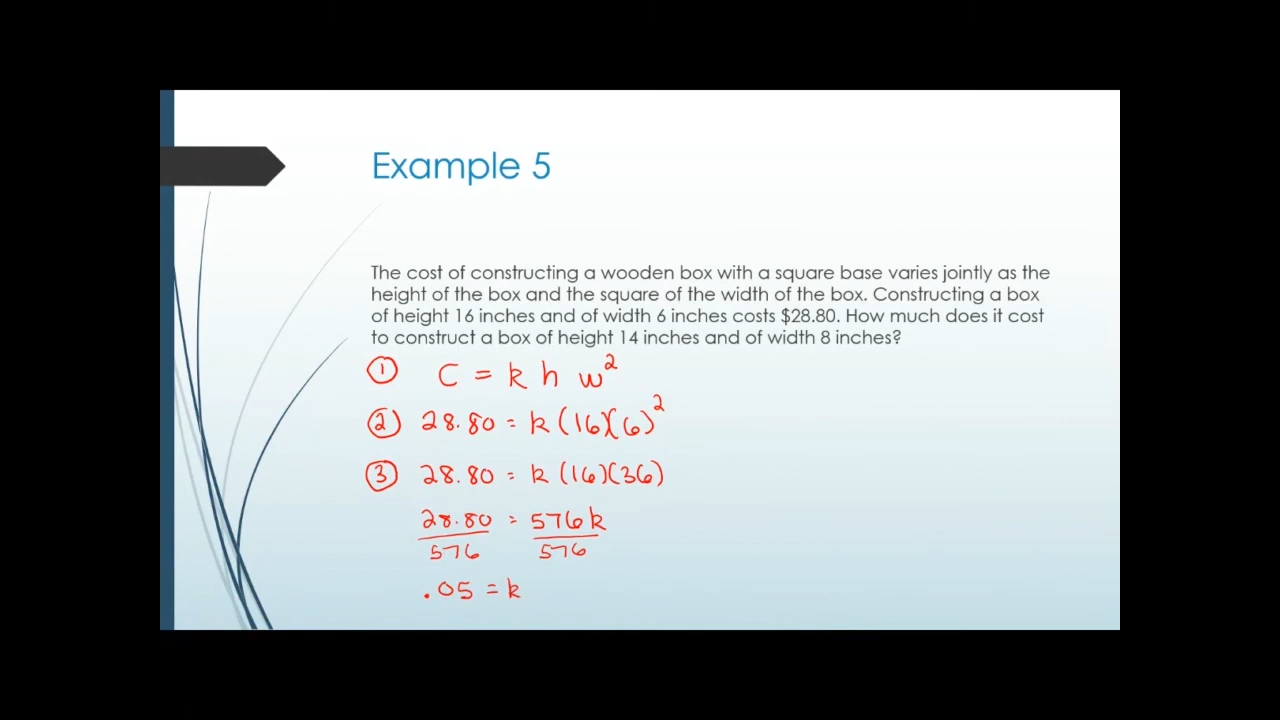 Example 5
The cost of constructing a wooden box with a square base varies jointly as the
height of the box and the square of the width of the box. Constructing a box
of height 16 inches and of width 6 inches costs $28.80. How much does it cost
to construct a box of height 14 inches and of width 8 inches?
① C = k h w²
② 28.80 = k (16)(6)²
③ 28.80 = k (16)(36)
28.80 = 576k
576 576
.05 = k